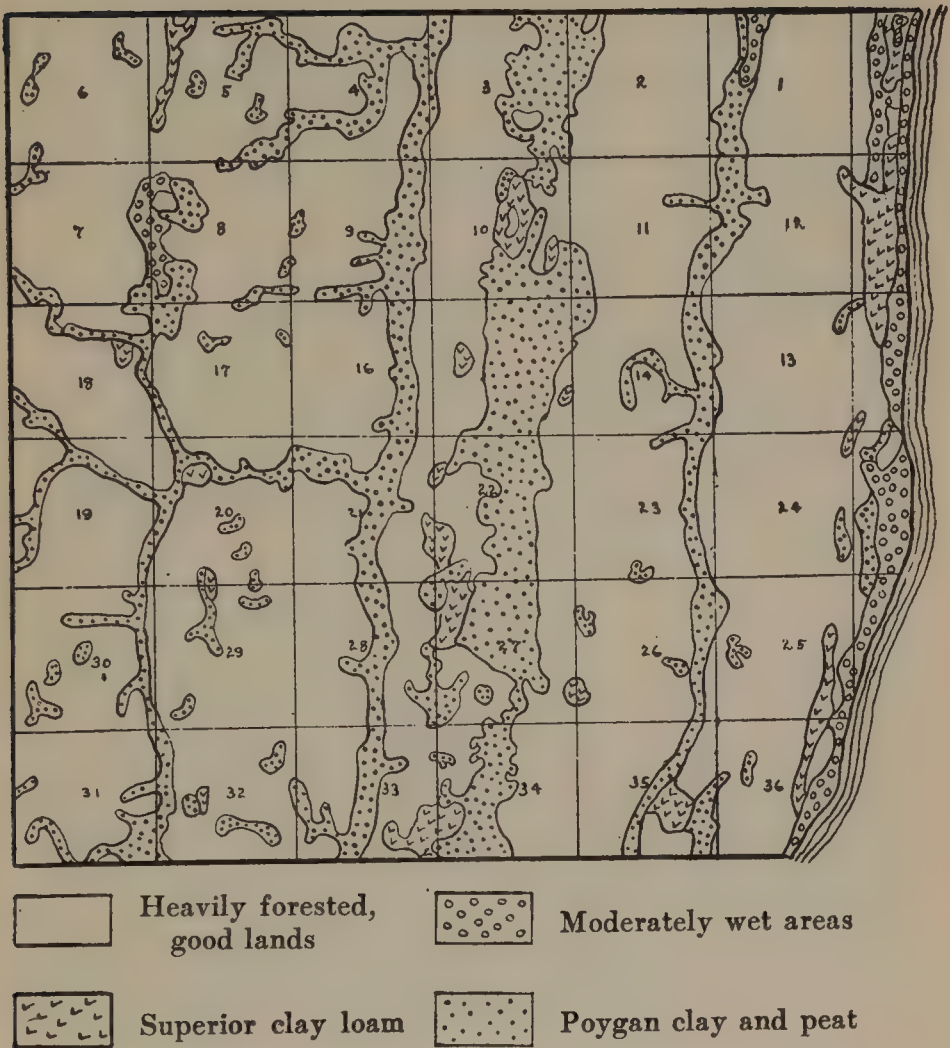 6 5 4 3 2 1
7 8 9 10 11 12
18 17 16 14 13
19 20 21 22 23 24
30 29 28 27 26 25
31 32 33 34 35 36
Heavily forested,
good lands
Moderately wet areas
Superior clay loam
Poygan clay and peat